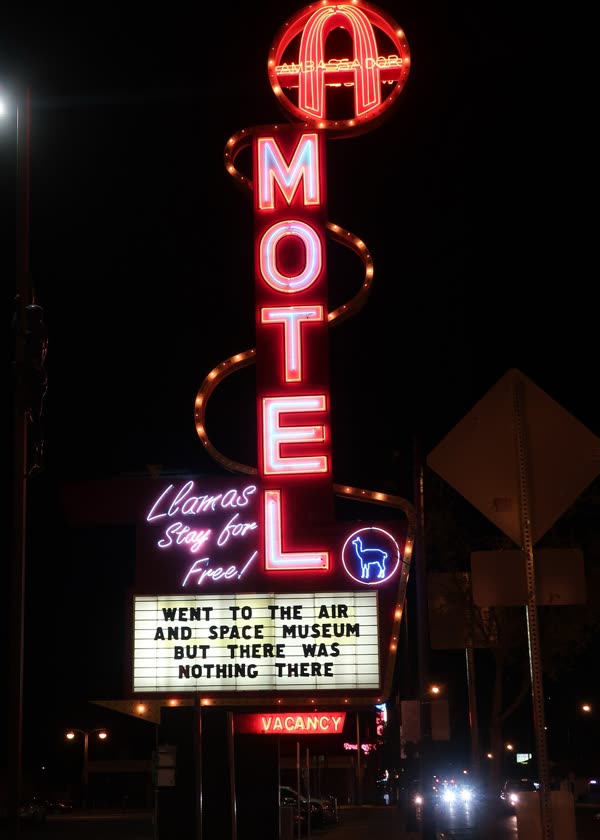 A
AMBASSADOR
MOTEL
Llamas
Stay for
Free!
WENT TO THE AIR
AND SPACE MUSEUM
BUT THERE WAS
NOTHING THERE
VACANCY